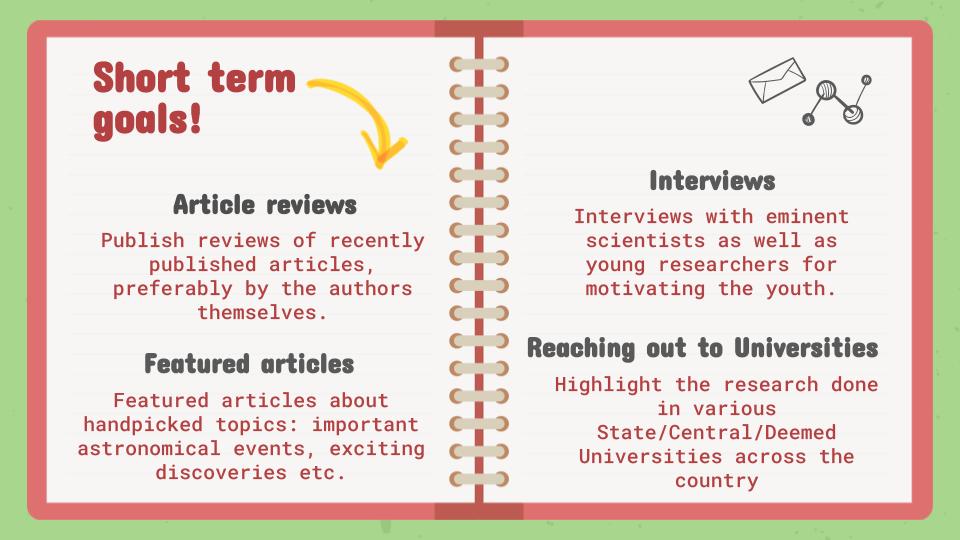 Short term
goals!
Article reviews
Publish reviews of recently
published articles,
preferably by the authors
themselves.
Featured articles
Featured articles about
handpicked topics: important
astronomical events, exciting
discoveries etc.
Interviews
Interviews with eminent
scientists as well as
young researchers for
motivating the youth.
Reaching out to Universities
Highlight the research done
in various
State/Central/Deemed
Universities across the
country